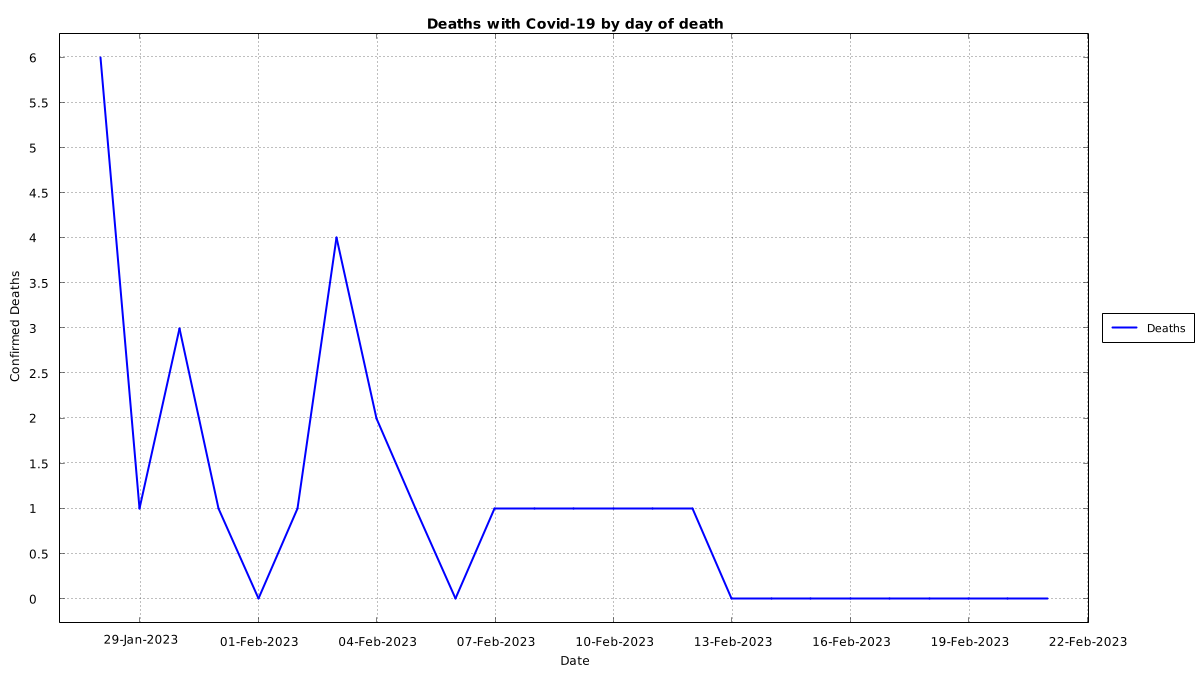 Deaths with Covid-19 by day of death
6
5.5
5
4.5
4
3.5
3
2.5
2
1.5
1
0.5
0
Confirmed Deaths
29-Jan-2023
01-Feb-2023
04-Feb-2023
07-Feb-2023
10-Feb-2023
13-Feb-2023
16-Feb-2023
19-Feb-2023
22-Feb-2023
Date
Deaths